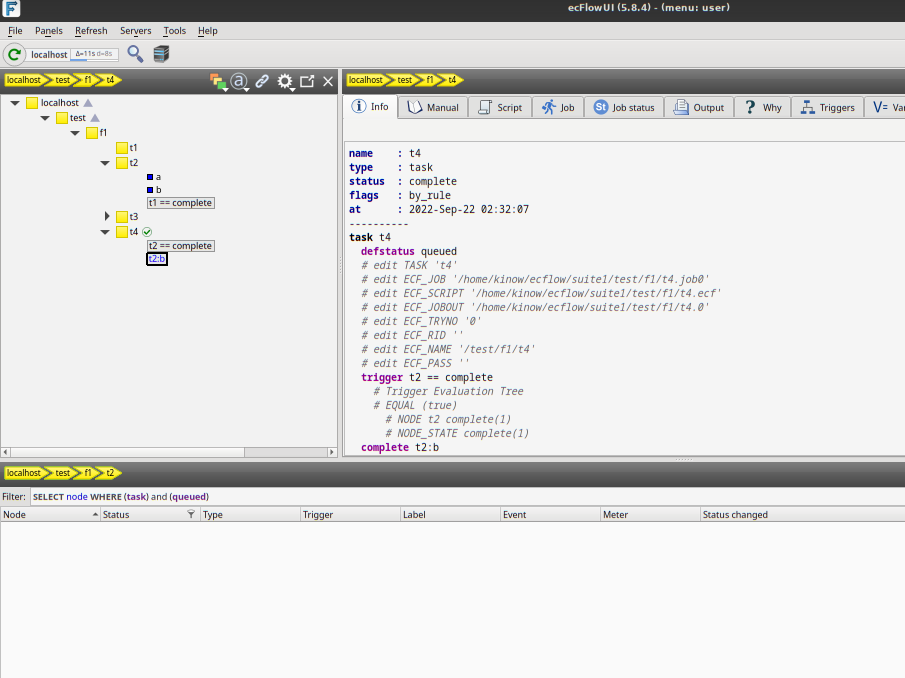 ecFlowUI (5.8.4) - (menu: user)
File Panels Refresh Servers Tools Help
localhost Δ=11s d=8s
localhost test f1 t4
localhost
test
f1
t1
t2
a
b
t1 == complete
t3
t4
t2 == complete
t2:b
localhost test f1 t4
Info Manual Script Job St Job status Output ? Why Triggers V=
name : t4
type : task
status : complete
flags : by_rule
at : 2022-Sep-22 02:32:07
----------
task t4
defstatus queued
# edit TASK 't4'
# edit ECF_JOB '/home/kinow/ecflow/suite1/test/f1/t4.job0'
# edit ECF_SCRIPT '/home/kinow/ecflow/suite1/test/f1/t4.ecf'
# edit ECF_JOBOUT '/home/kinow/ecflow/suite1/test/f1/t4.0'
# edit ECF_TRYNO '0'
# edit ECF_RID ''
# edit ECF_NAME '/test/f1/t4'
# edit ECF_PASS ''
trigger t2 == complete
# Trigger Evaluation Tree
# EQUAL (true)
# NODE t2 complete(1)
# NODE_STATE complete(1)
complete t2:b
localhost test f1 t2
Filter: SELECT node WHERE (task) and (queued)
Node Status Type Trigger Label Event Meter Status changed